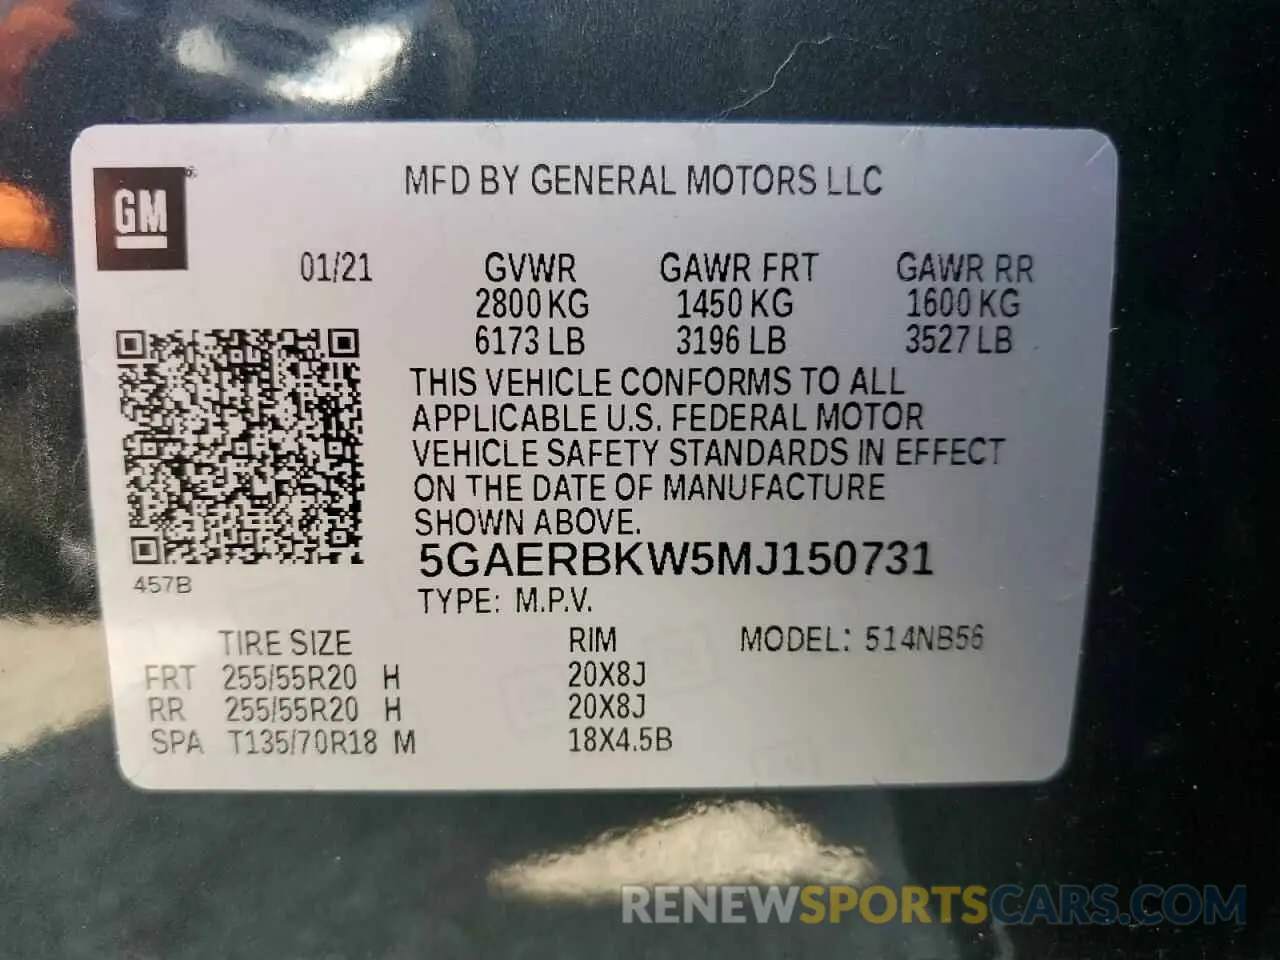 MFD BY GENERAL MOTORS LLC
GM
01/21 GVWR GAWR FRT GAWR RR
2800 KG 1450 KG 1600 KG
6173 LB 3196 LB 3527 LB
THIS VEHICLE CONFORMS TO ALL
APPLICABLE U.S. FEDERAL MOTOR
VEHICLE SAFETY STANDARDS IN EFFECT
ON THE DATE OF MANUFACTURE
SHOWN ABOVE.
5GAERBKW5MJ150731
457B
TYPE: M.P.V.
TIRE SIZE RIM MODEL: 514NB56
FRT 255/55R20 H 20X8J
RR 255/55R20 H 20X8J
SPA T135/70R18 M 18X4.5B
RENEWSPORTSCARS.COM